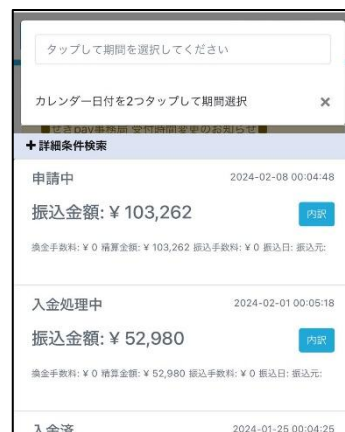 タップして期間を選択してください
カレンダー日付を2つタップして期間選択 ×
せきpay事務局 受付時間変更のお知らせ
+詳細条件検索
申請中 2024-02-08 00:04:48
振込金額: ¥ 103,262 内訳
換金手数料: ¥ 0 精算金額: ¥ 103,262 振込手数料: ¥ 0 振込日: 振込元:
入金処理中 2024-02-01 00:05:18
振込金額: ¥ 52,980 内訳
換金手数料: ¥ 0 精算金額: ¥ 52,980 振込手数料: ¥ 0 振込日: 振込元:
入金済 2024-01-25 00:04:25